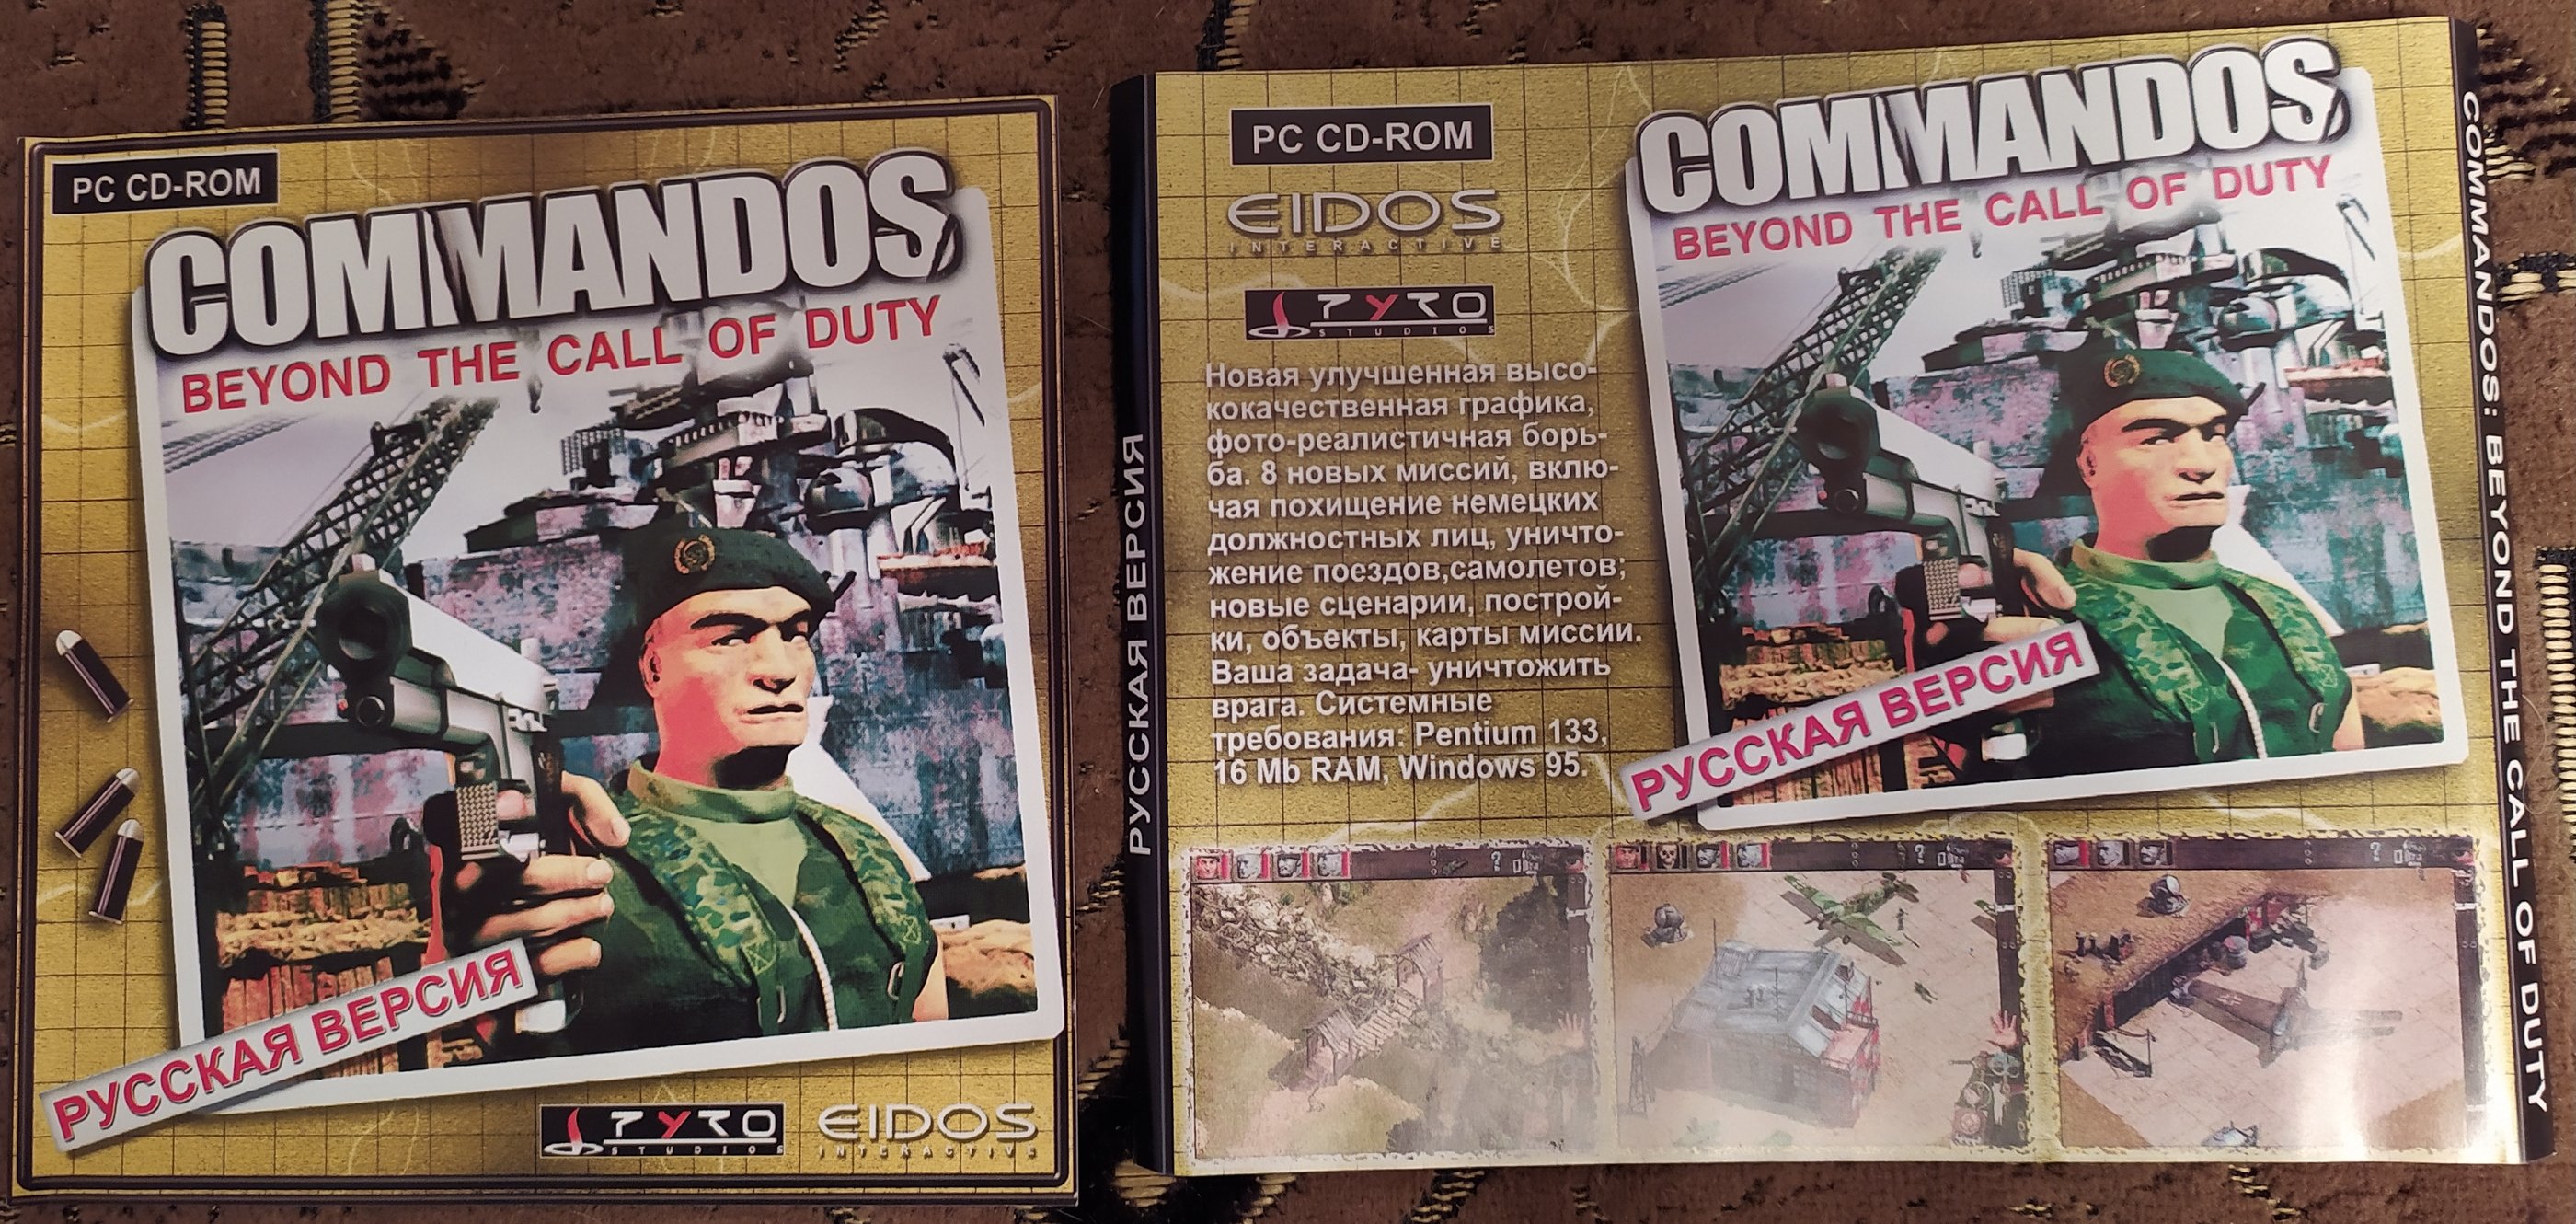 PC CD-ROM
COMMANDOS
BEYOND THE CALL OF DUTY
РУССКАЯ ВЕРСИЯ
PYRO
STUDIOS
EIDOS
INTERACTIVE
РУССКАЯ ВЕРСИЯ
PC CD-ROM
EIDOS
INTERACTIVE
PYRO
STUDIOS
Новая улучшенная высо-
кокачественная графика,
фото-реалистичная борь-
ба. 8 новых миссий, вклю-
чая похищение немецких
должностных лиц, уничто-
жение поездов,самолетов;
новые сценарии, построй-
ки, объекты, карты миссии.
Ваша задача- уничтожить
врага. Системные
требования: Pentium 133,
16 Mb RAM, Windows 95.
COMMANDOS
BEYOND THE CALL OF DUTY
РУССКАЯ ВЕРСИЯ
COMMANDOS: BEYOND THE CALL OF DUTY